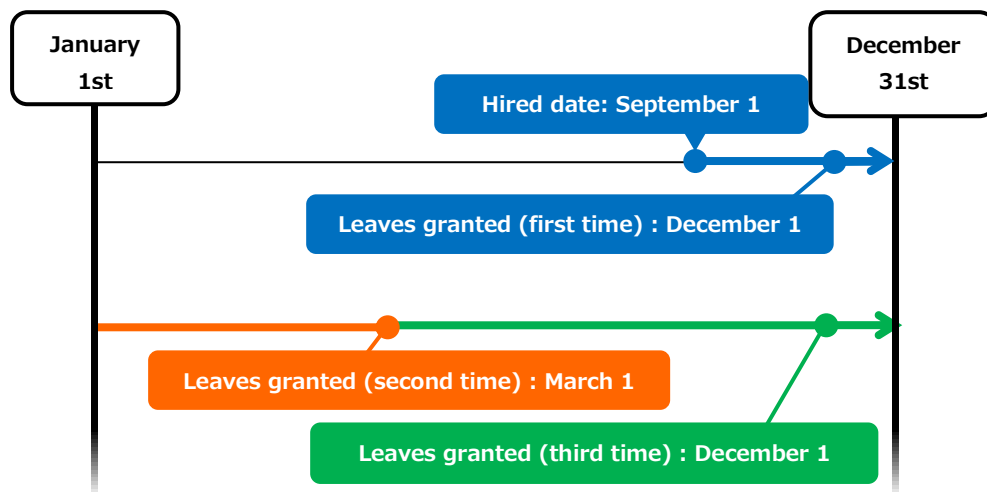 January
1st
December
31st
Hired date: September 1
Leaves granted (first time) : December 1
Leaves granted (second time) : March 1
Leaves granted (third time) : December 1